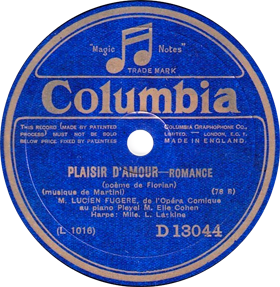 "Magic Notes"
TRADE MARK
Columbia
THIS RECORD (MADE BY PATENTED
PROCESS) MUST NOT BE SOLD
BELOW PRICE FIXED BY PATENTEES
COLUMBIA GRAPHOPHONE CO.,
LIMITED. — LONDON, E.C.1.
MADE IN ENGLAND.
PLAISIR D'AMOUR—ROMANCE
(poème de Florian)
(musique de Martini) (78 R)
M. LUCIEN FUGERE, de l'Opéra Comique
au piano Pleyel M. Elie Cohen
Harpe: Mlle. L. Laskine
(L 1016)
D 13044